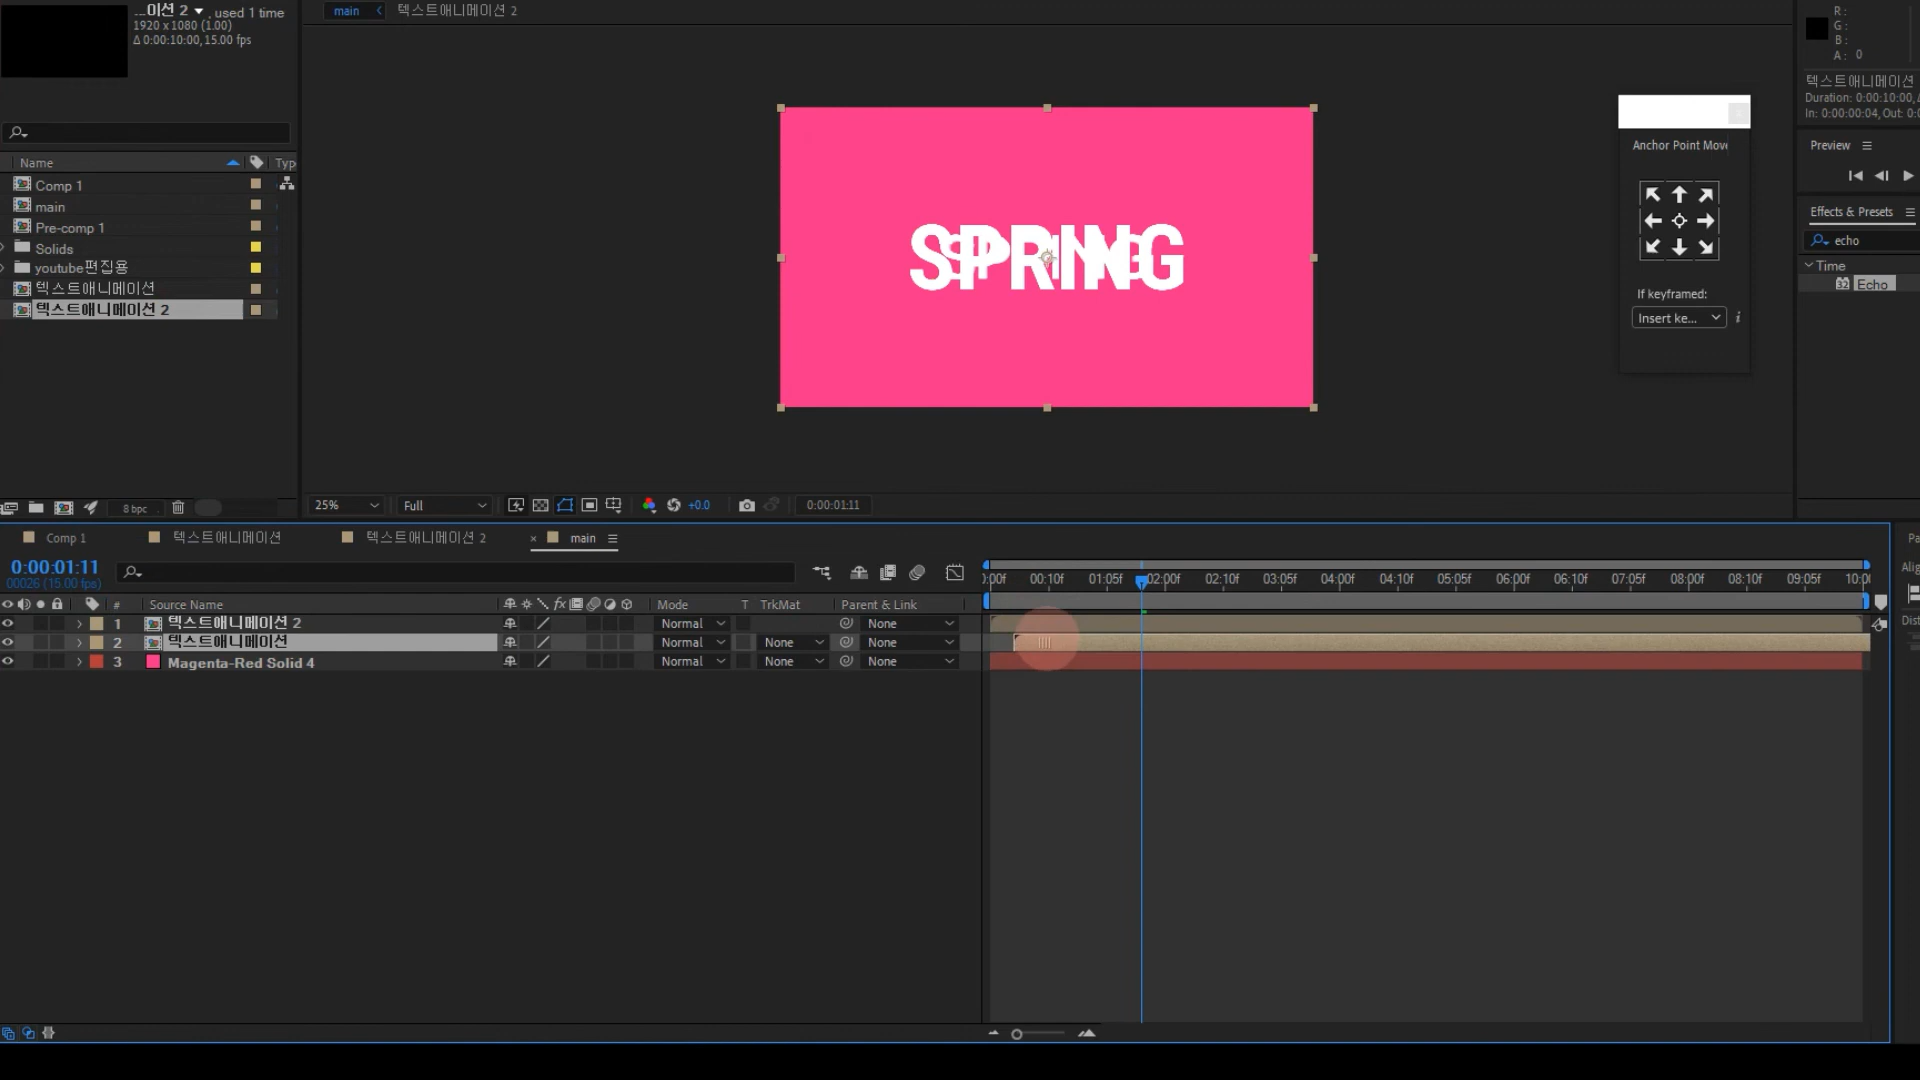 ...이션 2 ▼ , used 1 time
1920 x 1080 (1.00)
Δ 0:00:10:00, 15.00 fps
Name
Typ
Comp 1
main
Pre-comp 1
Solids
youtube편집용
텍스트애니메이션
텍스트애니메이션 2
8 bpc
main
텍스트애니메이션 2
SPRING
25%
Full
+0.0
0:00:01:11
Anchor Point Move
If keyframed:
Insert ke...
R :
G :
B :
A : 0
텍스트애니메이션
Duration: 0:00:10:00,
In: 0:00:00:04, Out: 0:0
Preview
Effects & Presets
echo
Time
32 Echo
Comp 1
텍스트애니메이션
텍스트애니메이션 2
× main
0:00:01:11
00026 (15.00 fps)
# Source Name
fx
Mode
T TrkMat
Parent & Link
1 텍스트애니메이션 2 Normal None
2 텍스트애니메이션 Normal None None
3 Magenta-Red Solid 4 Normal None None
):00f 00:10f 01:05f 02:00f 02:10f 03:05f 04:00f 04:10f 05:05f 06:00f 06:10f 07:05f 08:00f 08:10f 09:05f 10:00
Pa
Alig
Dist